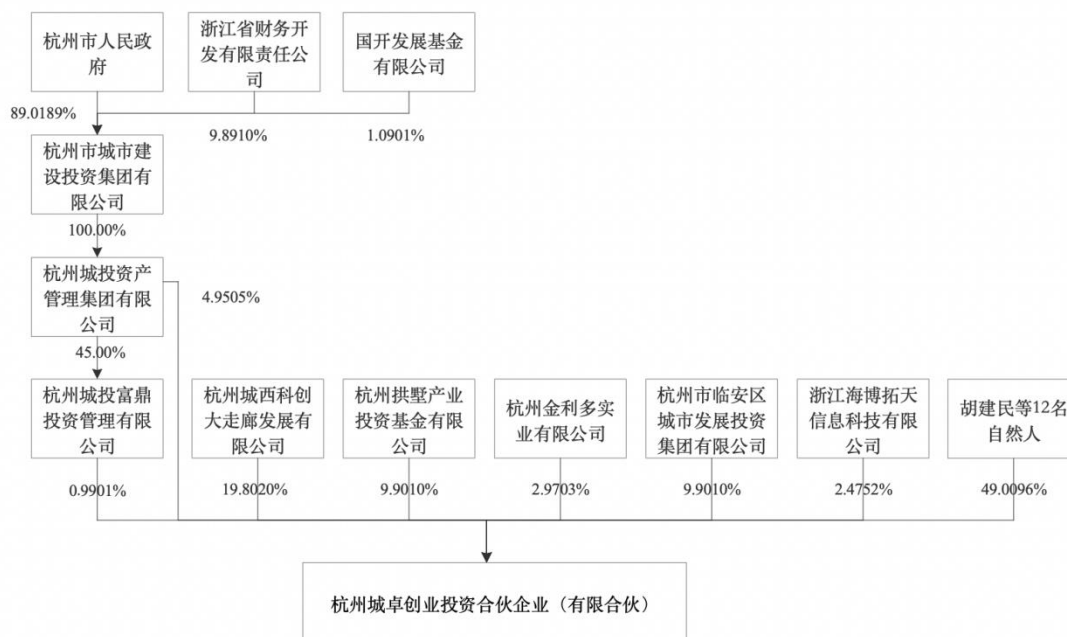 杭州市人民政
府
浙江省财务开
发有限责任公
司
国开发展基金
有限公司
89.0189%
9.8910%
1.0901%
杭州市城市建
设投资集团有
限公司
100.00%
杭州城投资产
管理集团有限
公司
4.9505%
45.00%
杭州城投富鼎
投资管理有限
公司
杭州城西科创
大走廊发展有
限公司
杭州拱墅产业
投资基金有限
公司
杭州金利多实
业有限公司
杭州市临安区
城市发展投资
集团有限公司
浙江海博拓天
信息科技有限
公司
胡建民等12名
自然人
0.9901%
19.8020%
9.9010%
2.9703%
9.9010%
2.4752%
49.0096%
杭州城卓创业投资合伙企业（有限合伙）